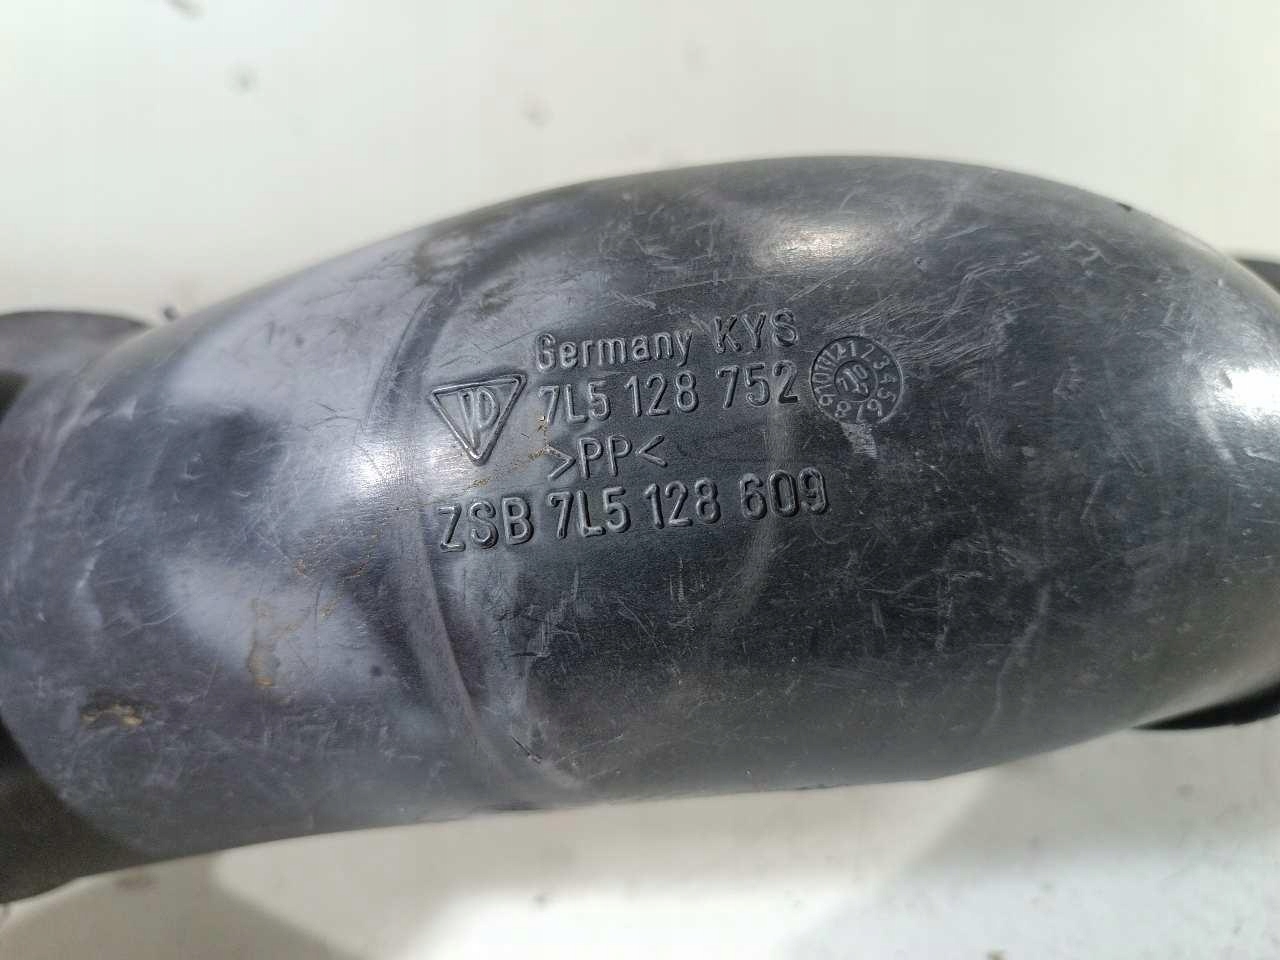 Germany KYS
7L5 128 752
>PP<
ZSB 7L5 128 609